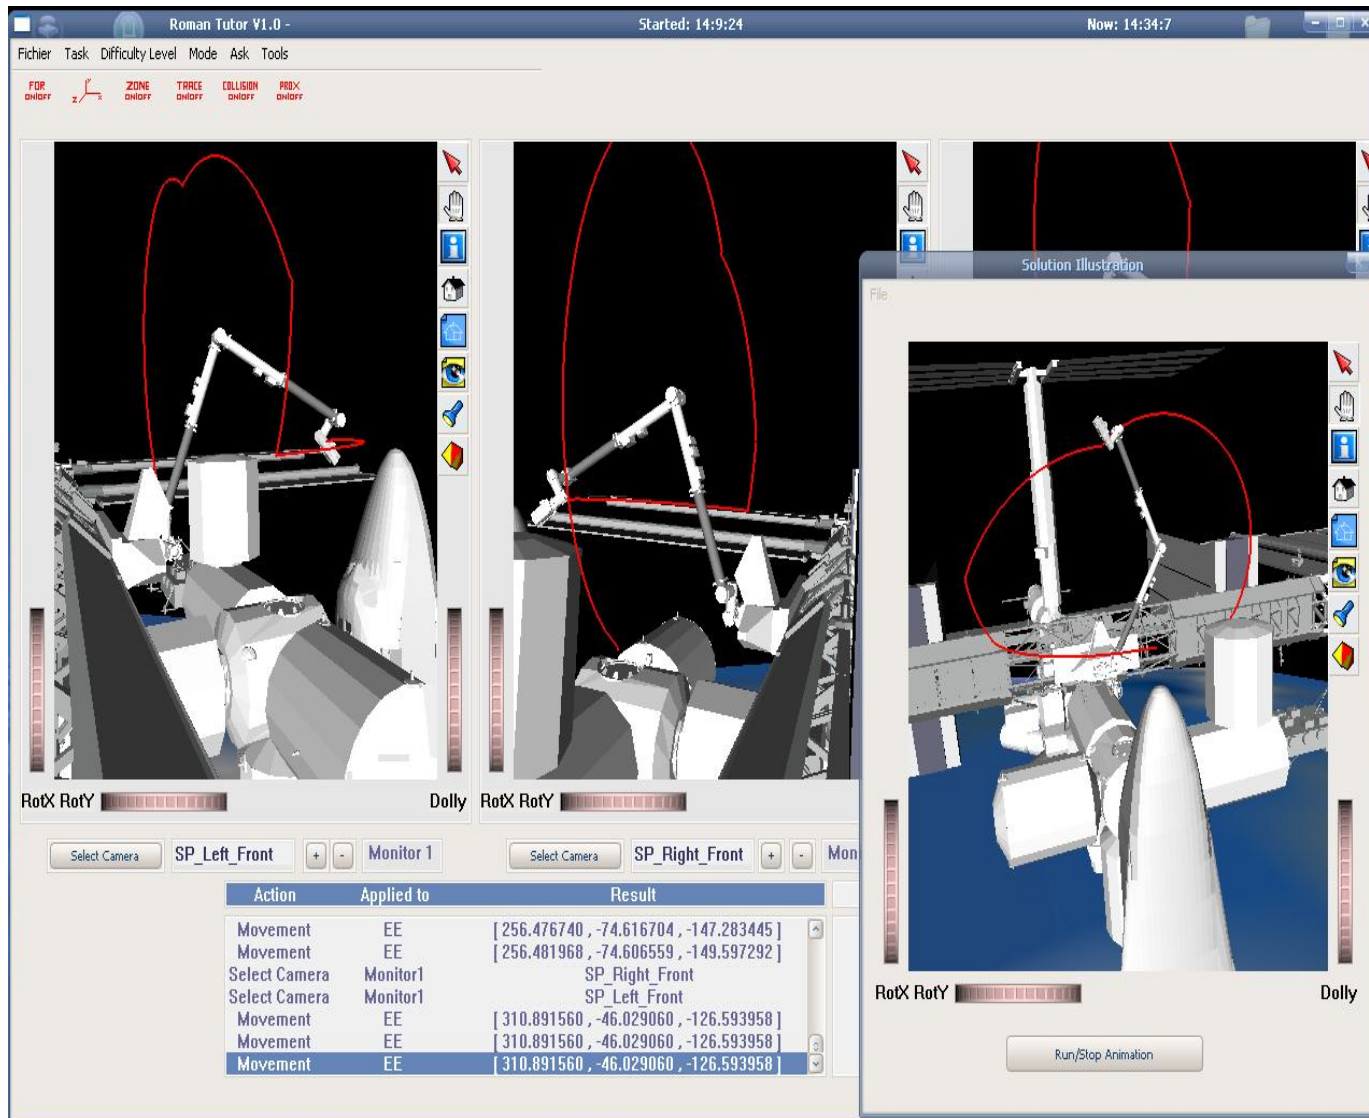 Roman Tutor V1.0 - Started: 14:9:24 Now: 14:34:7
Fichier Task Difficulty Level Mode Ask Tools
FOR ON/OFF
y z x
ZONE ON/OFF
TRACE ON/OFF
COLLISION ON/OFF
PROX ON/OFF
Solution Illustration
File
RotX RotY Dolly
RotX RotY
RotX RotY Dolly
Select Camera SP_Left_Front + - Monitor 1
Select Camera SP_Right_Front + - Mon
Action Applied to Result
Movement EE [ 256.476740 , -74.616704 , -147.283445 ]
Movement EE [ 256.481968 , -74.606559 , -149.597292 ]
Select Camera Monitor1 SP_Right_Front
Select Camera Monitor1 SP_Left_Front
Movement EE [ 310.891560 , -46.029060 , -126.593958 ]
Movement EE [ 310.891560 , -46.029060 , -126.593958 ]
Movement EE [ 310.891560 , -46.029060 , -126.593958 ]
Run/Stop Animation